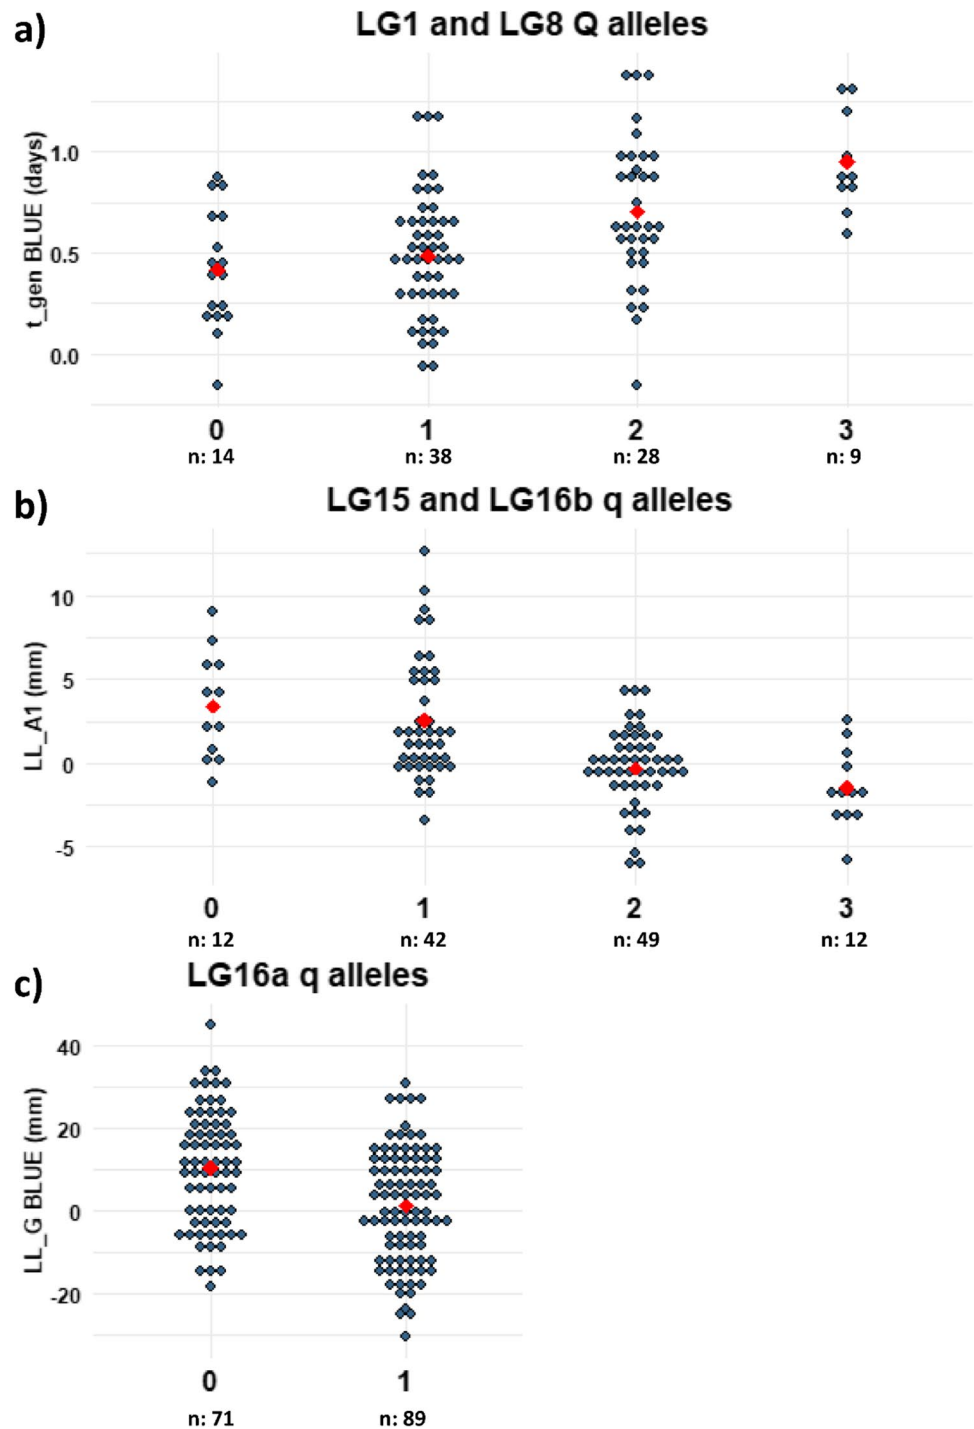 a)
LG1 and LG8 Q alleles
t_gen BLUE (days)
1.0
0.5
0.0
0 1 2 3
n: 14 n: 38 n: 28 n: 9
b)
LG15 and LG16b q alleles
LL_A1 (mm)
10
5
0
-5
0 1 2 3
n: 12 n: 42 n: 49 n: 12
c)
LG16a q alleles
LL_G BLUE (mm)
40
20
0
-20
0 1
n: 71 n: 89